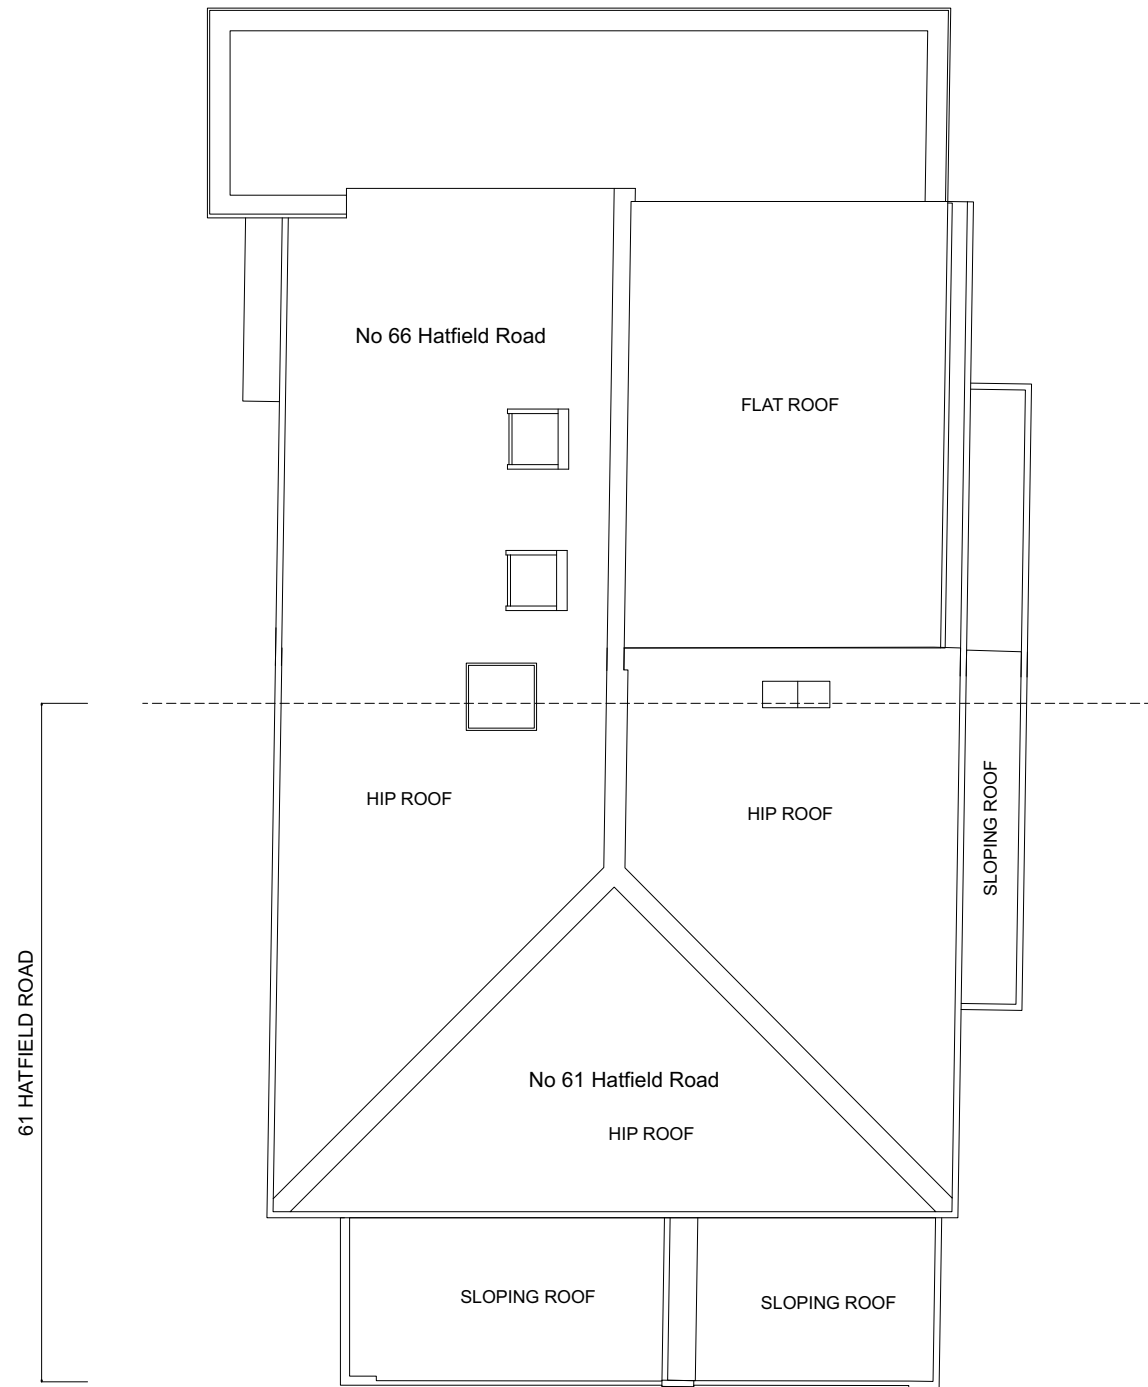 No 66 Hatfield Road
FLAT ROOF
HIP ROOF
HIP ROOF
SLOPING ROOF
61 HATFIELD ROAD
No 61 Hatfield Road
HIP ROOF
SLOPING ROOF
SLOPING ROOF